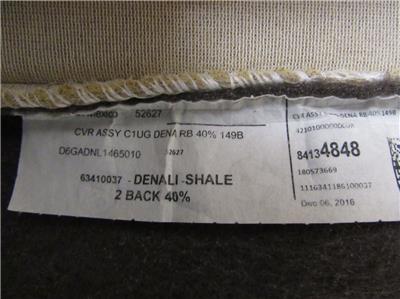 52627
CVR ASSY C1UG DENA RB 40% 149B
D6GADNL1465010 52627
63410037 - DENALI -SHALE
2 BACK 40%
84134848
180573669
1116341186100037
Dec 06, 2016